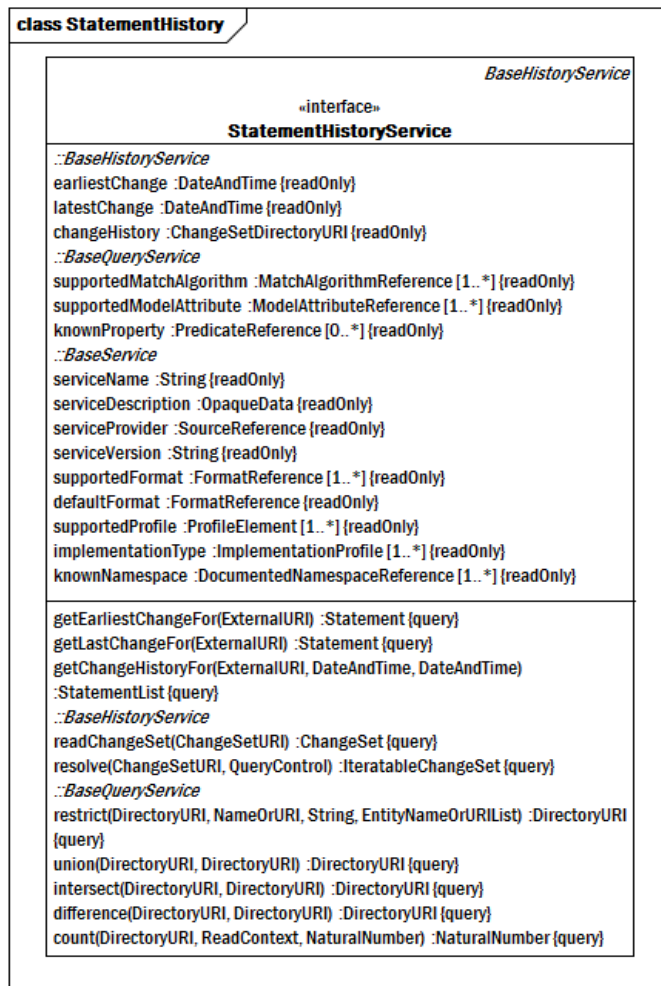 class StatementHistory
BaseHistoryService
«interface»
StatementHistoryService
::BaseHistoryService
earliestChange :DateAndTime {readOnly}
latestChange :DateAndTime {readOnly}
changeHistory :ChangeSetDirectoryURI {readOnly}
::BaseQueryService
supportedMatchAlgorithm :MatchAlgorithmReference [1..*] {readOnly}
supportedModelAttribute :ModelAttributeReference [1..*] {readOnly}
knownProperty :PredicateReference [0..*] {readOnly}
::BaseService
serviceName :String {readOnly}
serviceDescription :OpaqueData {readOnly}
serviceProvider :SourceReference {readOnly}
serviceVersion :String {readOnly}
supportedFormat :FormatReference [1..*] {readOnly}
defaultFormat :FormatReference {readOnly}
supportedProfile :ProfileElement [1..*] {readOnly}
implementationType :ImplementationProfile [1..*] {readOnly}
knownNamespace :DocumentedNamespaceReference [1..*] {readOnly}
getEarliestChangeFor(ExternalURI) :Statement {query}
getLastChangeFor(ExternalURI) :Statement {query}
getChangeHistoryFor(ExternalURI, DateAndTime, DateAndTime)
:StatementList {query}
::BaseHistoryService
readChangeSet(ChangeSetURI) :ChangeSet {query}
resolve(ChangeSetURI, QueryControl) :IteratableChangeSet {query}
::BaseQueryService
restrict(DirectoryURI, NameOrURI, String, EntityNameOrURIList) :DirectoryURI
{query}
union(DirectoryURI, DirectoryURI) :DirectoryURI {query}
intersect(DirectoryURI, DirectoryURI) :DirectoryURI {query}
difference(DirectoryURI, DirectoryURI) :DirectoryURI {query}
count(DirectoryURI, ReadContext, NaturalNumber) :NaturalNumber {query}